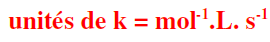 unités de k = mol⁻¹.L. s⁻¹